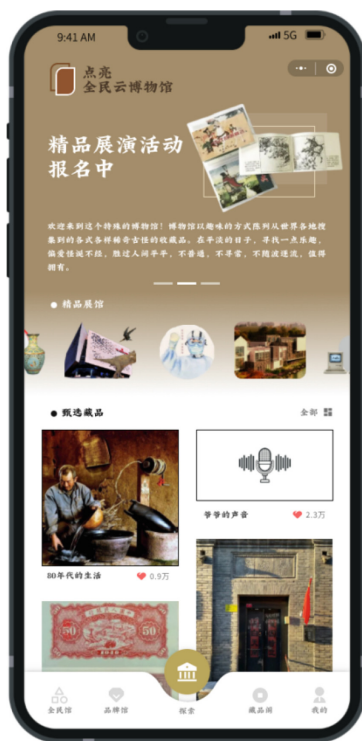 9:41 AM
5G
点亮
全民云博物馆
精品展演活动
报名中
欢迎来到这个特殊的博物馆！博物馆以趣味的方式陈列从世界各地搜
集到的各式各样稀奇古怪的收藏品。在平淡的日子，寻找一点乐趣，
偏爱怪诞不经，胜过人间平平，不普通，不寻常，不随波逐流，值得
拥有。
精品展馆
甄选藏品
全部
80年代的生活
0.9万
爷爷的声音
2.3万
50
50
全民馆
品牌馆
探索
藏品阁
我的